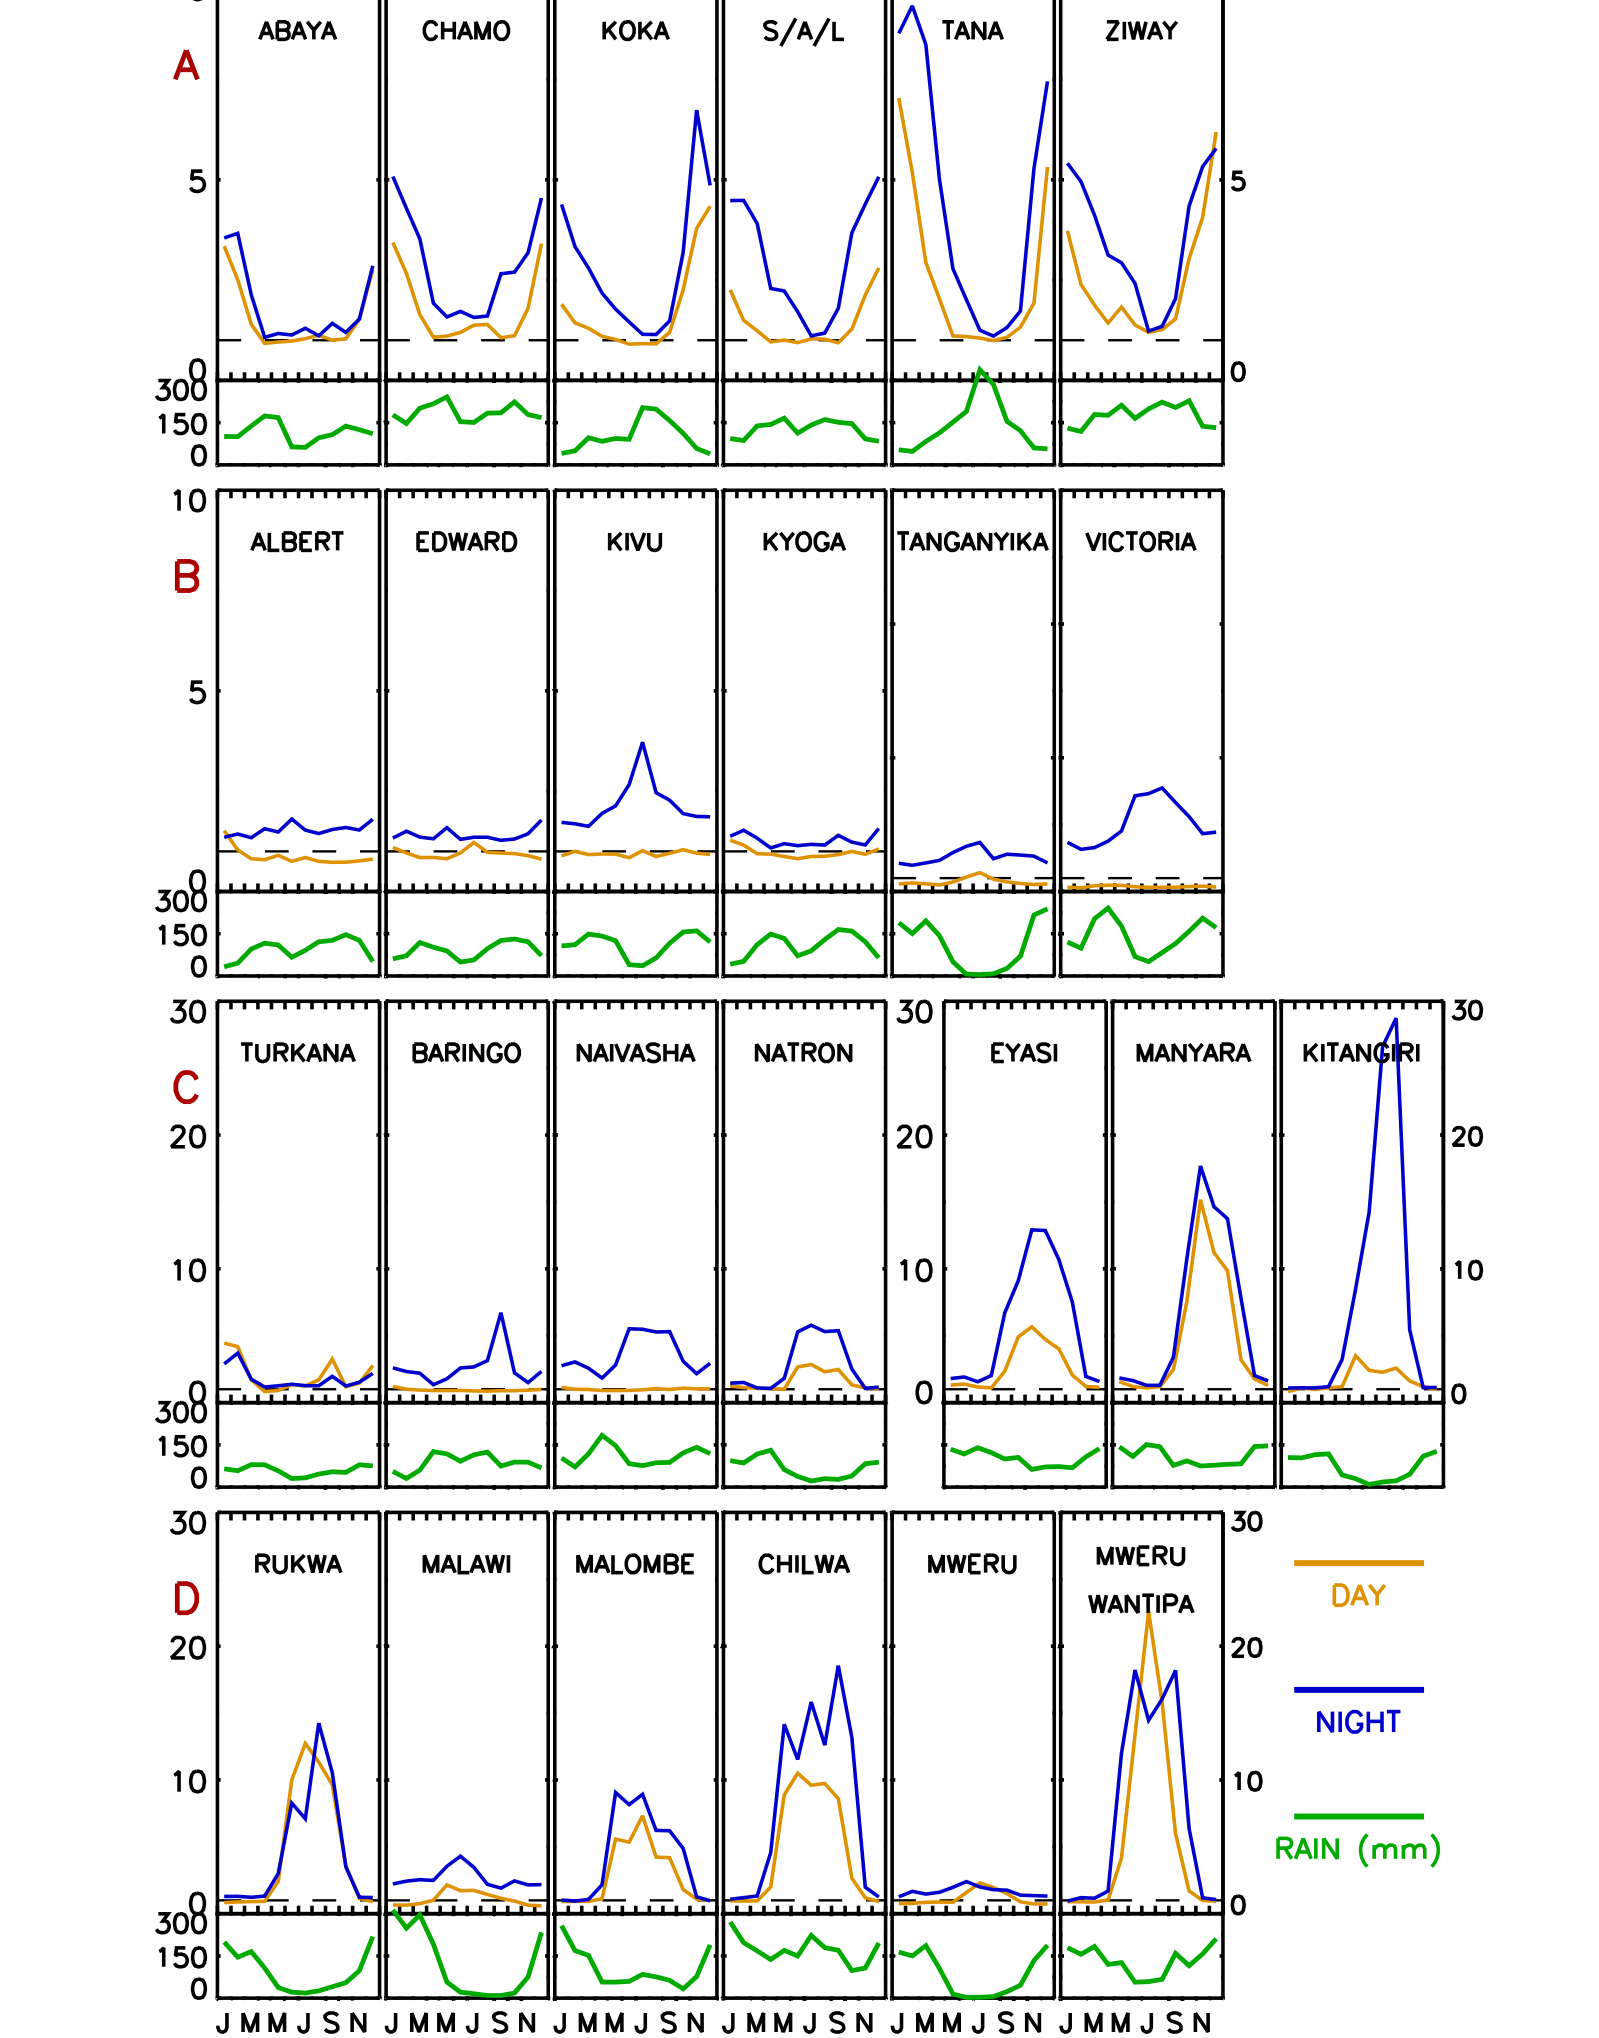 ABAYA CHAMO KOKA S/A/L TANA ZIWAY
A
5 5
0 0
300
150
0
10
ALBERT EDWARD KIVU KYOGA TANGANYIKA VICTORIA
B
5
0
300
150
0
30 30 30
TURKANA BARINGO NAIVASHA NATRON EYASI MANYARA KITANGIRI
C
20 20 20
10 10 10
0 0 0
300
150
0
30 30
RUKWA MALAWI MALOMBE CHILWA MWERU MWERU
WANTIPA
D
DAY
20 20
NIGHT
10 10
RAIN (mm)
0 0
300
150
0
J M M J S N J M M J S N J M M J S N J M M J S N J M M J S N J M M J S N